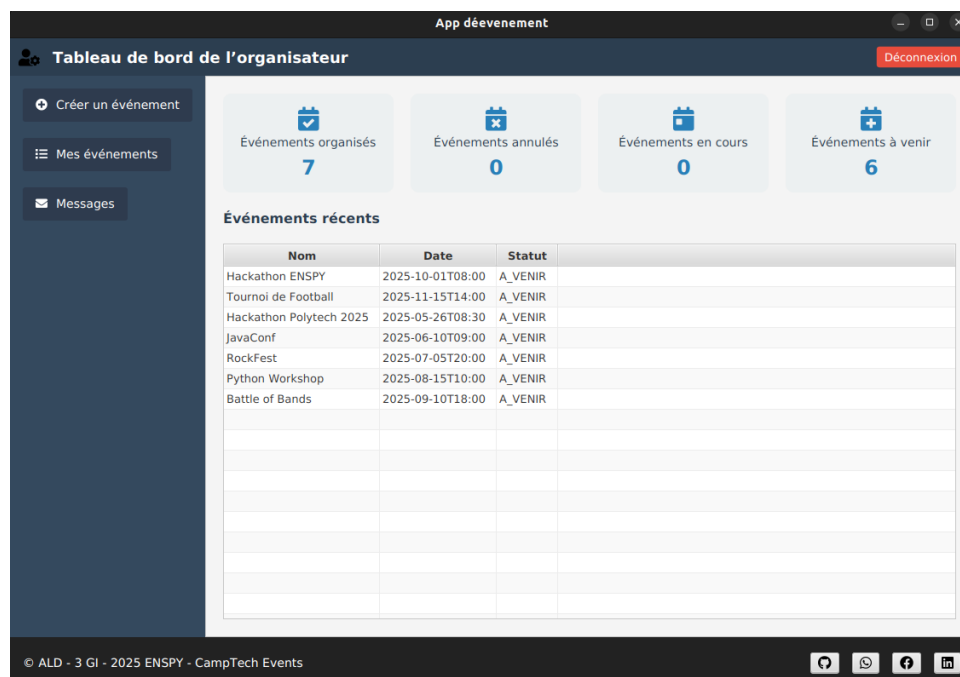 App déevenement
Tableau de bord de l’organisateur
Déconnexion
Créer un événement
Mes événements
Messages
Événements organisés
7
Événements annulés
0
Événements en cours
0
Événements à venir
6
Événements récents
Nom Date Statut
Hackathon ENSPY 2025-10-01T08:00 A_VENIR
Tournoi de Football 2025-11-15T14:00 A_VENIR
Hackathon Polytech 2025 2025-05-26T08:30 A_VENIR
JavaConf 2025-06-10T09:00 A_VENIR
RockFest 2025-07-05T20:00 A_VENIR
Python Workshop 2025-08-15T10:00 A_VENIR
Battle of Bands 2025-09-10T18:00 A_VENIR
© ALD - 3 GI - 2025 ENSPY - CampTech Events